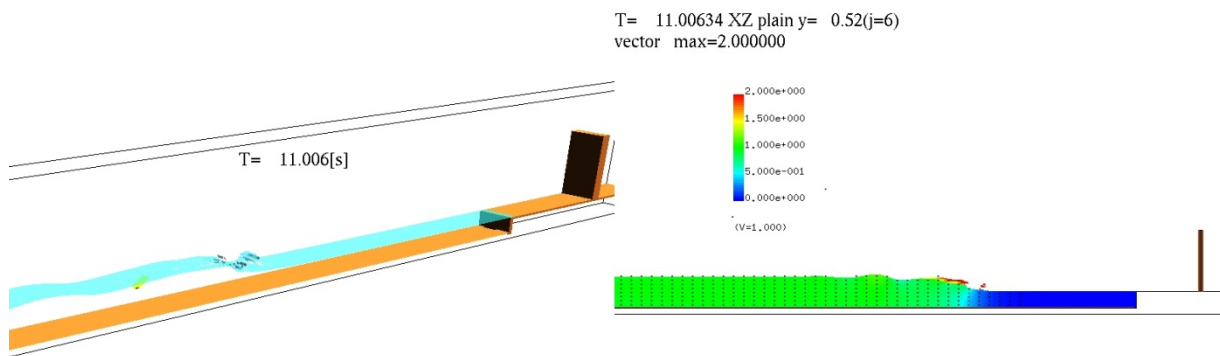 T= 11.006[s]
T= 11.00634 XZ plain y= 0.52(j=6)
vector max=2.000000
2.000e+000
1.500e+000
1.000e+000
5.000e-001
0.000e+000
(V=1.000)